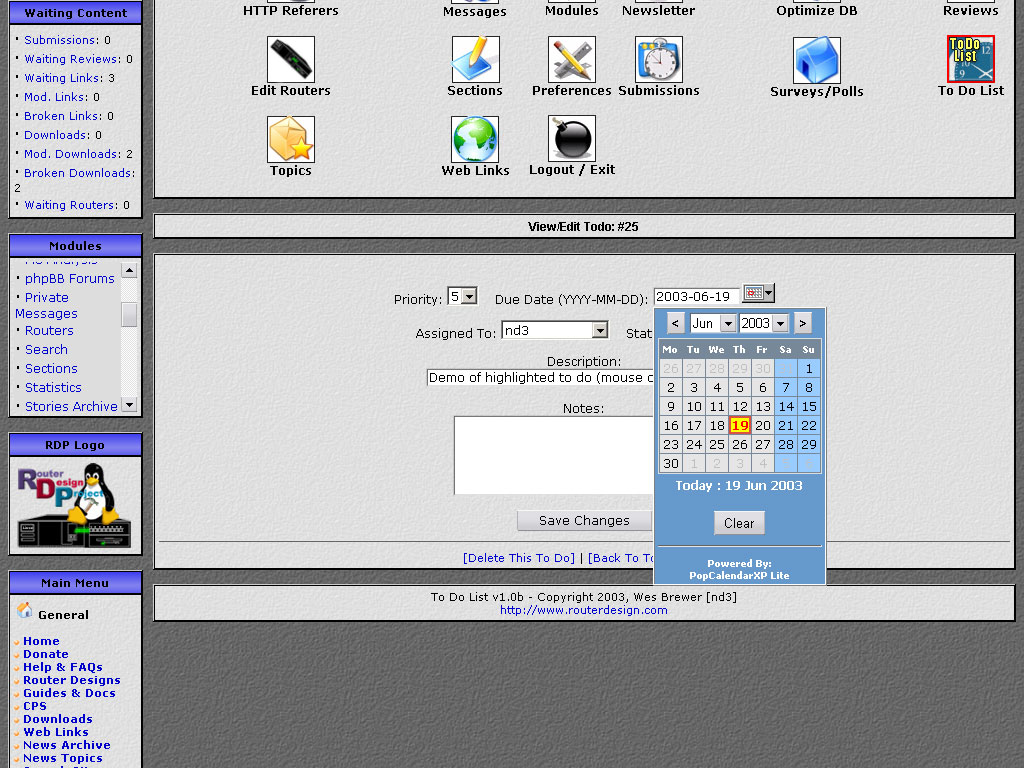 Waiting Content
· Submissions: 0
· Waiting Reviews: 0
· Waiting Links: 3
· Mod. Links: 0
· Broken Links: 0
· Downloads: 0
· Mod. Downloads: 2
· Broken Downloads:
2
· Waiting Routers: 0
Modules
· phpBB Forums
· Private
Messages
· Routers
· Search
· Sections
· Statistics
· Stories Archive
RDP Logo
Router
Design
Project
Main Menu
General
Home
Donate
Help & FAQs
Router Designs
Guides & Docs
CPS
Downloads
Web Links
News Archive
News Topics
HTTP Referers Messages Modules Newsletter Optimize DB Reviews
ToDo
List
Edit Routers Sections Preferences Submissions Surveys/Polls To Do List
Topics Web Links Logout / Exit
View/Edit Todo: #25
Priority: 5 Due Date (YYYY-MM-DD): 2003-06-19
Assigned To: nd3 Stat
Description:
Demo of highlighted to do (mouse
Notes:
Save Changes
[Delete This To Do] | [Back To
< Jun 2003 >
Mo Tu We Th Fr Sa Su
26 27 28 29 30 1
2 3 4 5 6 7 8
9 10 11 12 13 14 15
16 17 18 19 20 21 22
23 24 25 26 27 28 29
30 1 2 3 4
Today : 19 Jun 2003
Clear
Powered By:
PopCalendarXP Lite
To Do List v1.0b - Copyright 2003, Wes Brewer [nd3]
http://www.routerdesign.com